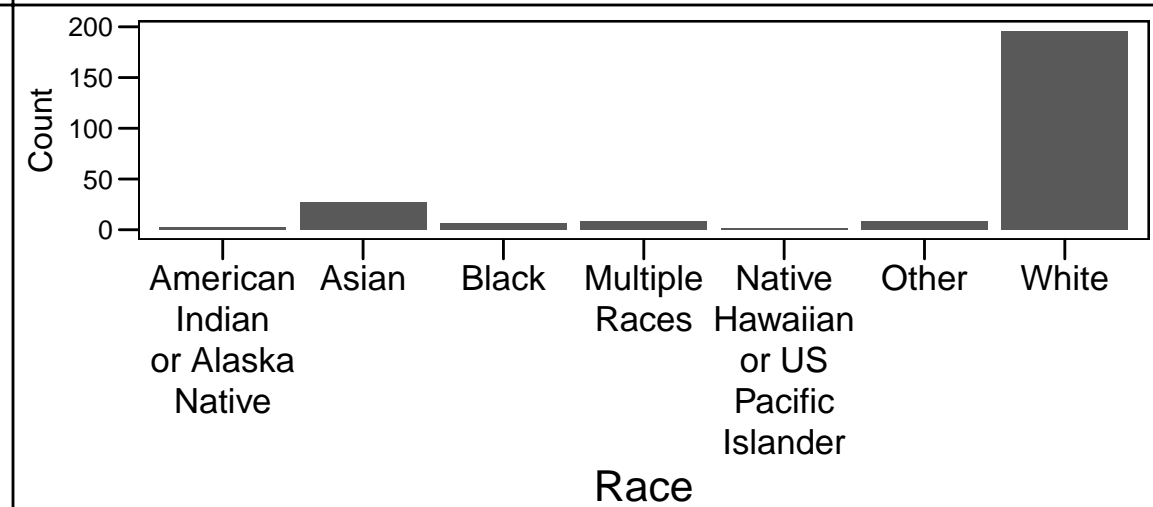 200
150
100
50
0
Count
American Asian Black Multiple Native Other White
Indian Races Hawaiian
or Alaska or US
Native Pacific
Islander
Race